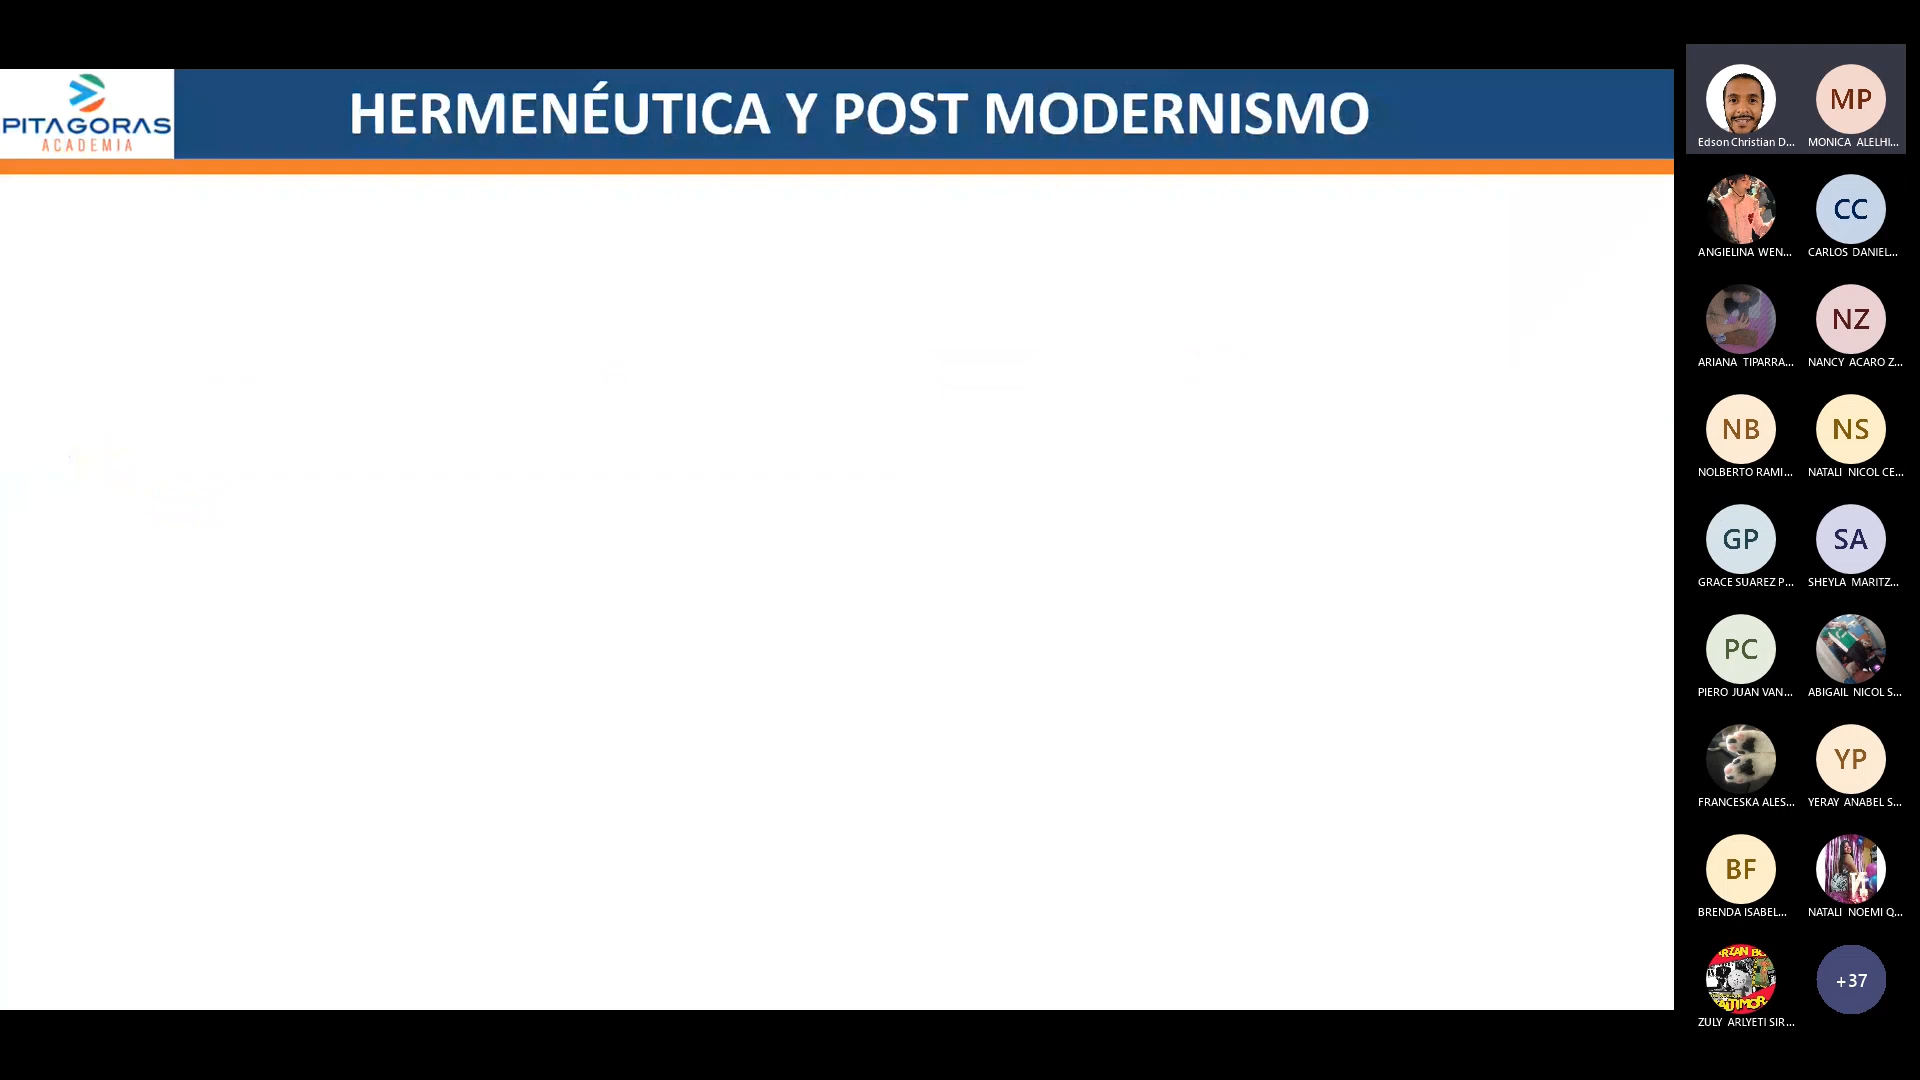 PITAGORAS
ACADEMIA
HERMENÉUTICA Y POST MODERNISMO
Edson Christian D...
MP
MONICA ALELHI...
ANGIELINA WEN...
CC
CARLOS DANIEL...
ARIANA TIPARRA...
NZ
NANCY ACARO Z...
NB
NOLBERTO RAMI...
NS
NATALI NICOL CE...
GP
GRACE SUAREZ P...
SA
SHEYLA MARITZ...
PC
PIERO JUAN VAN...
ABIGAIL NICOL S...
FRANCESKA ALES...
YP
YERAY ANABEL S...
BF
BRENDA ISABEL...
NATALI NOEMI Q...
ZULY ARLYETI SIR...
+37